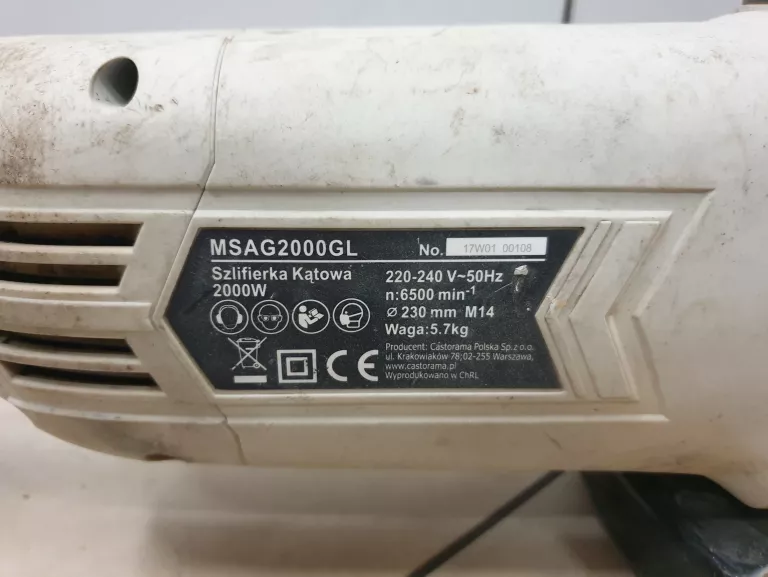 MSAG2000GL No. 17W01 00108
Szlifierka Kątowa
2000W
220-240 V~50Hz
n:6500 min⁻¹
ø 230 mm M14
Waga:5.7kg
Producent: Castorama Polska Sp.z o.o.
ul. Krakowiaków 78;02-255 Warszawa,
www.castorama.pl
Wyprodukowano w ChRL
CE